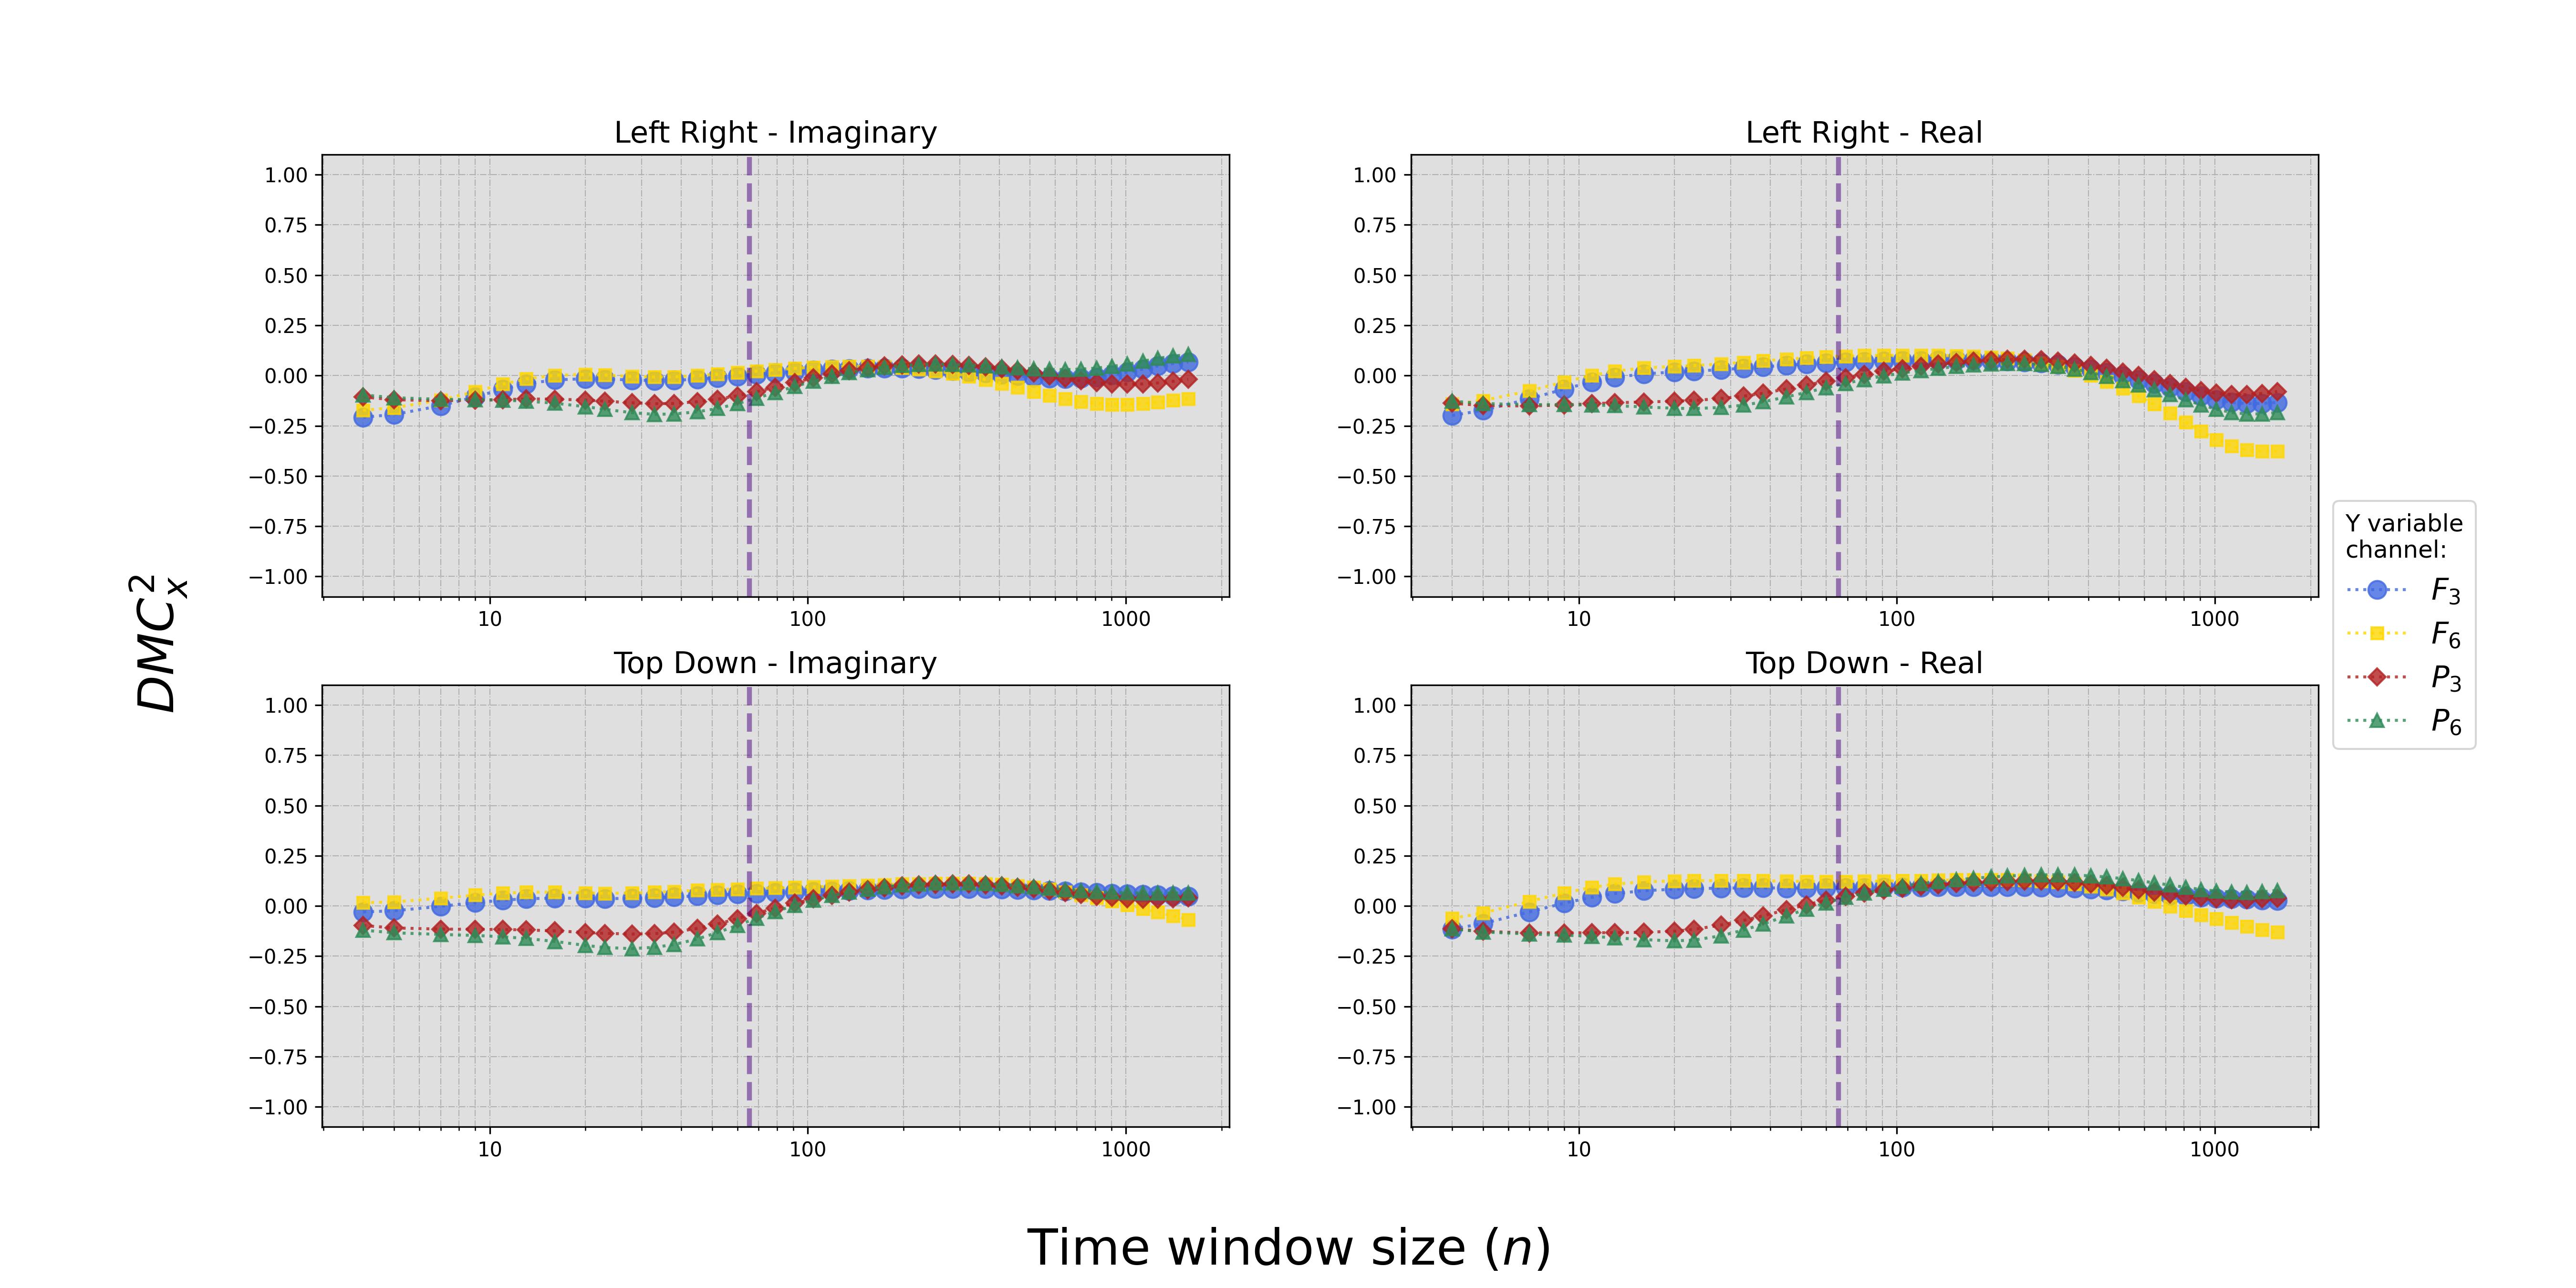 Left Right - Imaginary
1.00
0.75
0.50
0.25
0.00
−0.25
−0.50
−0.75
−1.00
10 100 1000
Left Right - Real
1.00
0.75
0.50
0.25
0.00
−0.25
−0.50
−0.75
−1.00
10 100 1000
Top Down - Imaginary
1.00
0.75
0.50
0.25
0.00
−0.25
−0.50
−0.75
−1.00
10 100 1000
Top Down - Real
1.00
0.75
0.50
0.25
0.00
−0.25
−0.50
−0.75
−1.00
10 100 1000
Y variable
channel:
F₃
F₆
P₃
P₆
DMC²ₓ
Time window size (n)